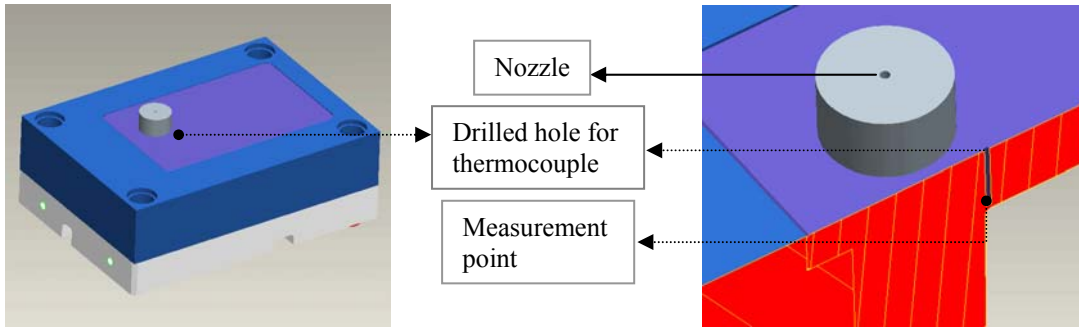 Nozzle
Drilled hole for
thermocouple
Measurement
point